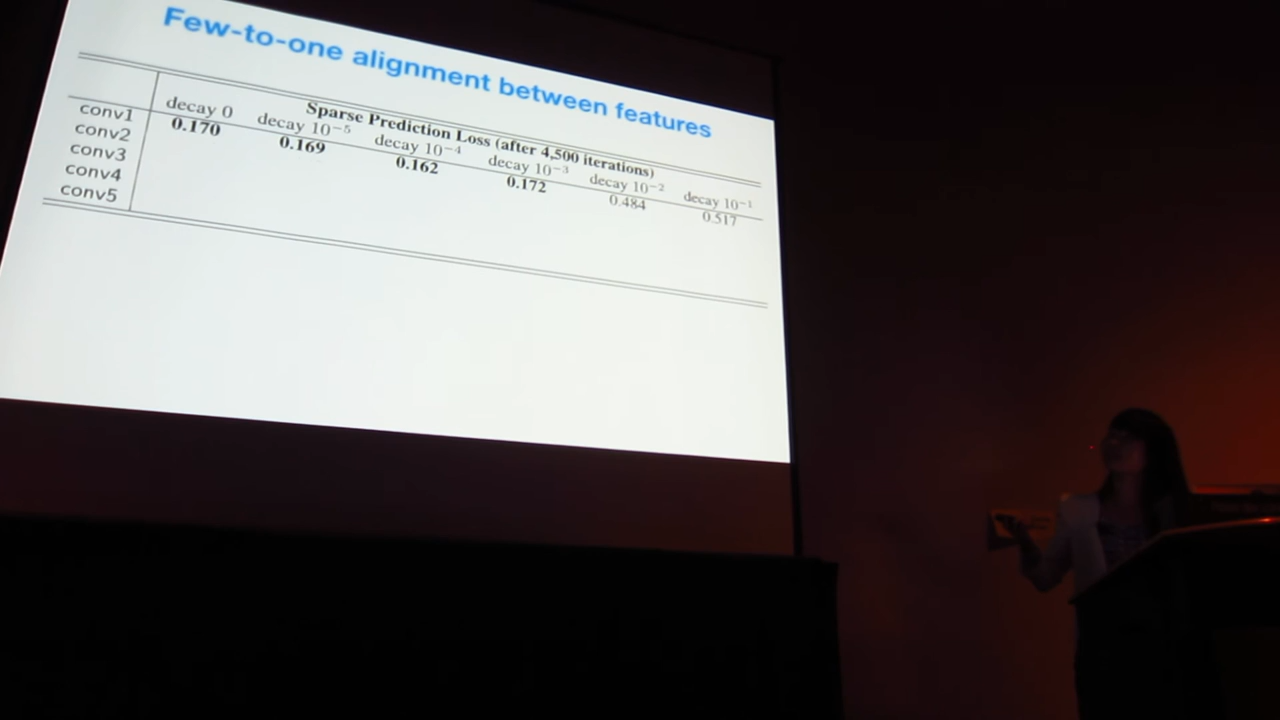 Few-to-one alignment between features
Sparse Prediction Loss (after 4,500 iterations)
decay 0 decay 10⁻⁵ decay 10⁻⁴ decay 10⁻³ decay 10⁻² decay 10⁻¹
conv1 0.170 0.169 0.162 0.172 0.484 0.517
conv2
conv3
conv4
conv5